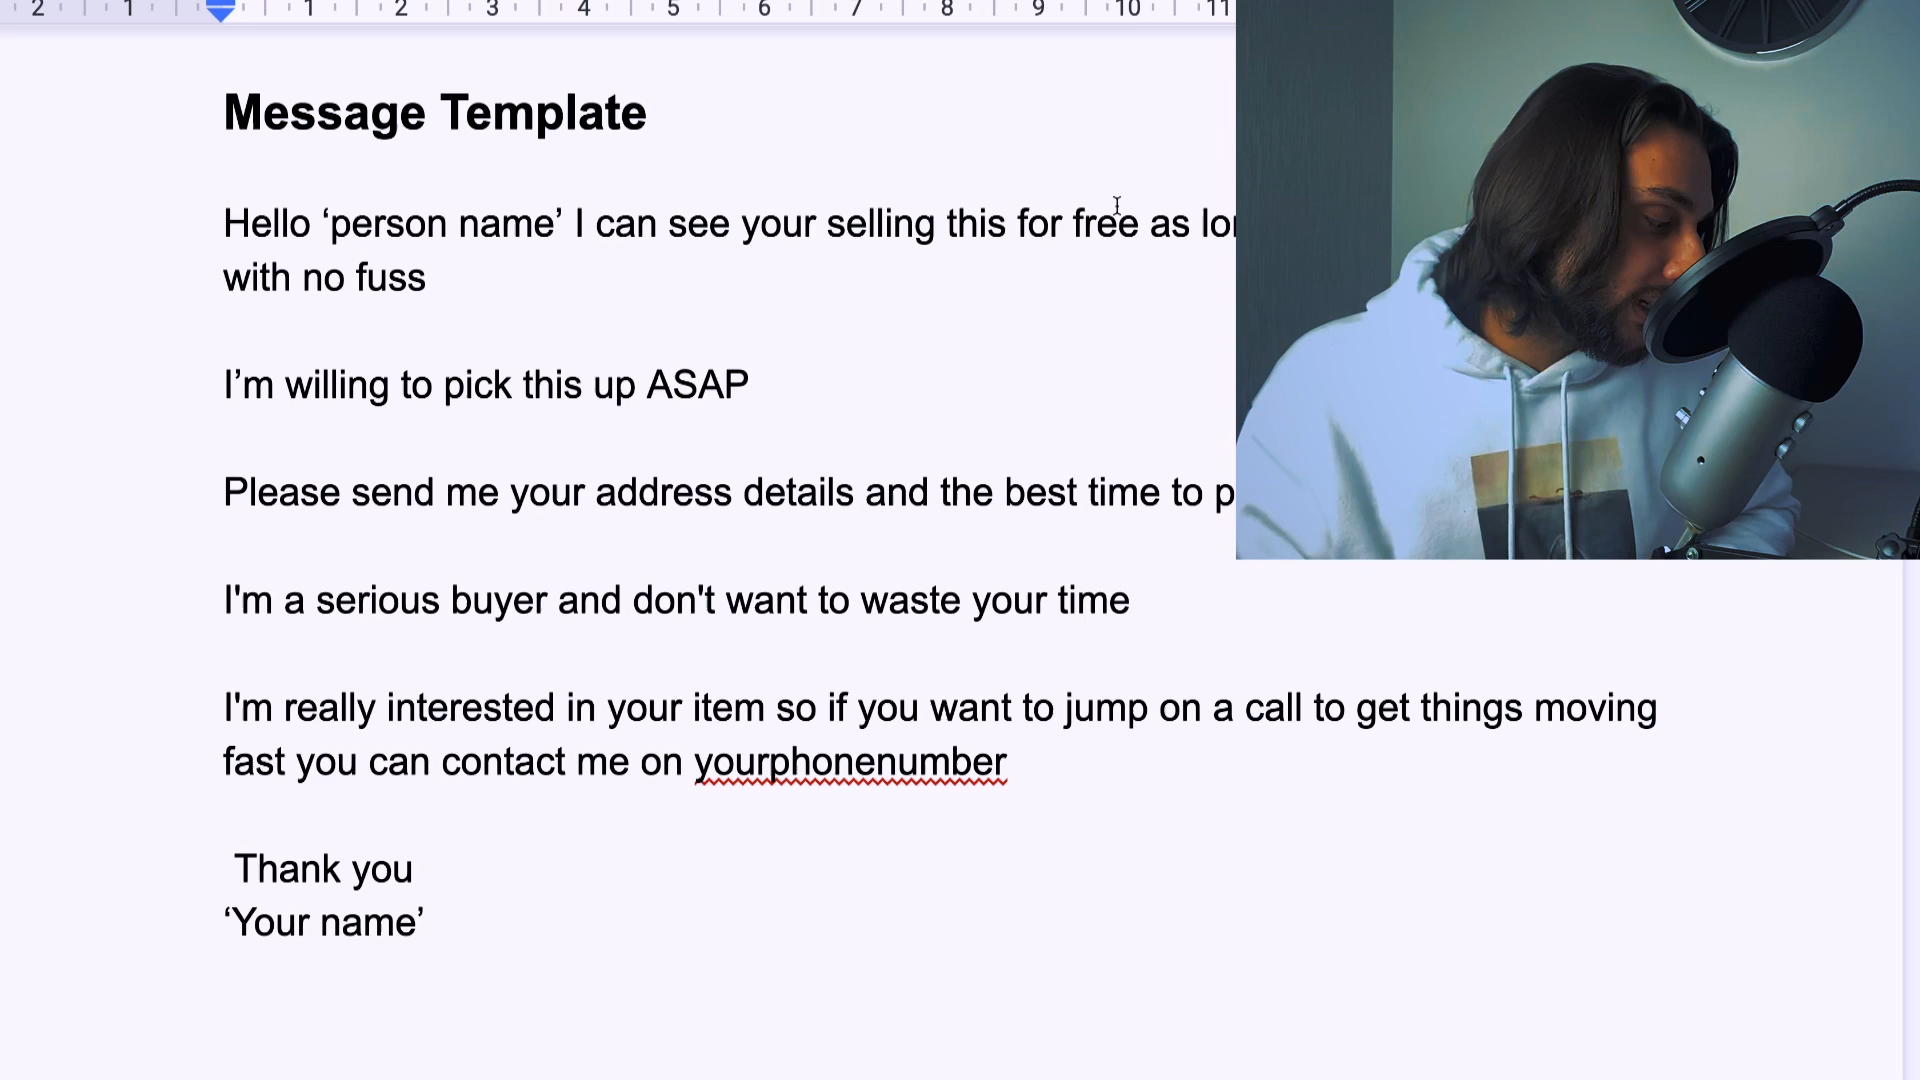 2 1 1 2 3 4 5 6 7 8 9 10 11
Message Template
Hello ‘person name’ I can see your selling this for free as
with no fuss
I’m willing to pick this up ASAP
Please send me your address details and the best time to
I'm a serious buyer and don't want to waste your time
I'm really interested in your item so if you want to jump on a call to get things moving
fast you can contact me on yourphonenumber
Thank you
‘Your name’